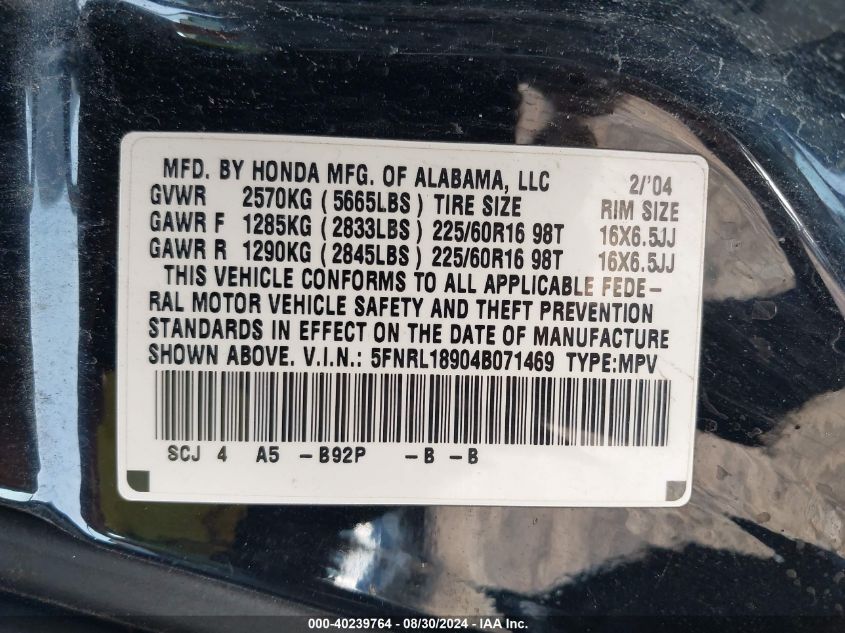 MFD. BY HONDA MFG. OF ALABAMA, LLC 2/'04
GVWR 2570KG (5665LBS) TIRE SIZE RIM SIZE
GAWR F 1285KG (2833LBS) 225/60R16 98T 16X6.5JJ
GAWR R 1290KG (2845LBS) 225/60R16 98T 16X6.5JJ
THIS VEHICLE CONFORMS TO ALL APPLICABLE FEDE-
RAL MOTOR VEHICLE SAFETY AND THEFT PREVENTION
STANDARDS IN EFFECT ON THE DATE OF MANUFACTURE
SHOWN ABOVE. V.I.N.: 5FNRL18904B071469 TYPE:MPV
SCJ 4 A5 -B92P -B -B
000-40239764 - 08/30/2024 - IAA Inc.